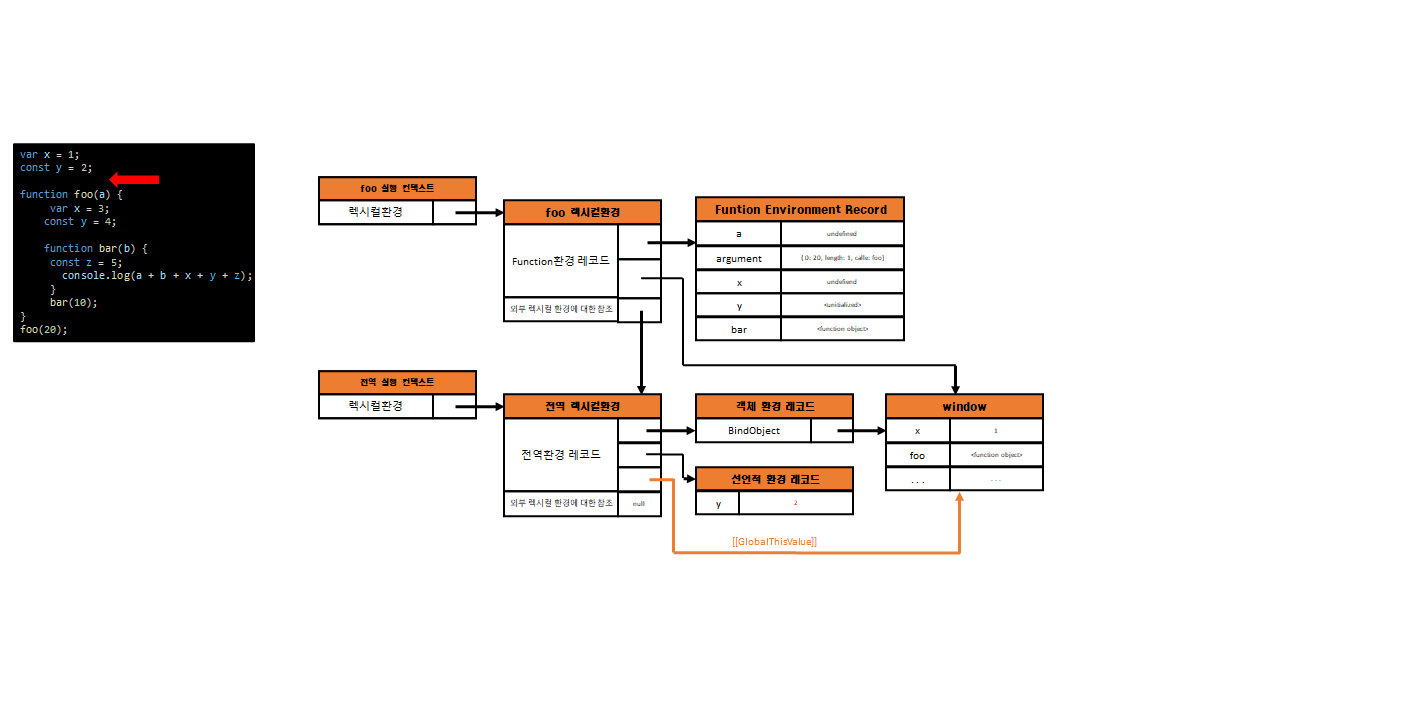 var x = 1;
const y = 2;
function foo(a) {
var x = 3;
const y = 4;
function bar(b) {
const z = 5;
console.log(a + b + x + y + z);
}
bar(10);
}
foo(20);
foo 실행 컨텍스트
렉시컬환경
foo 렉시컬환경
Function환경 레코드
외부 렉시컬 환경에 대한 참조
Funtion Environment Record
a undefined
argument { 0: 20, length: 1, calle: foo}
x undefiend
y <unitialized>
bar <function object>
전역 실행 컨텍스트
렉시컬환경
전역 렉시컬환경
전역환경 레코드
외부 렉시컬 환경에 대한 참조 null
객체 환경 레코드
BindObject
선언적 환경 레코드
y 2
window
x 1
foo <function object>
... ...
[[GlobalThisValue]]